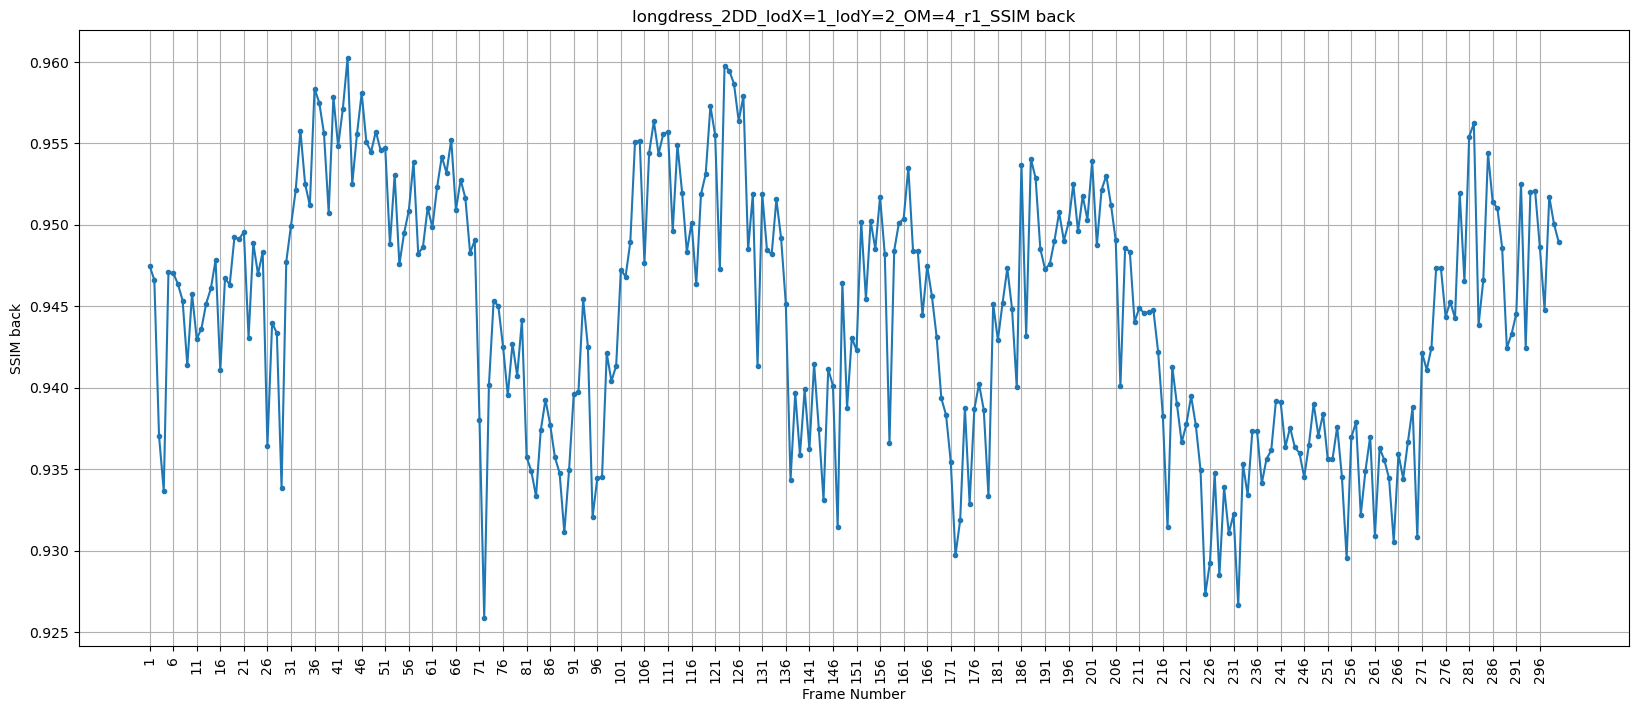 longdress_2DD_lodX=1_lodY=2_OM=4_r1_SSIM back
SSIM back
0.960
0.955
0.950
0.945
0.940
0.935
0.930
0.925
1 6 11 16 21 26 31 36 41 46 51 56 61 66 71 76 81 86 91 96 101 106 111 116 121 126 131 136 141 146 151 156 161 166 171 176 181 186 191 196 201 206 211 216 221 226 231 236 241 246 251 256 261 266 271 276 281 286 291 296
Frame Number